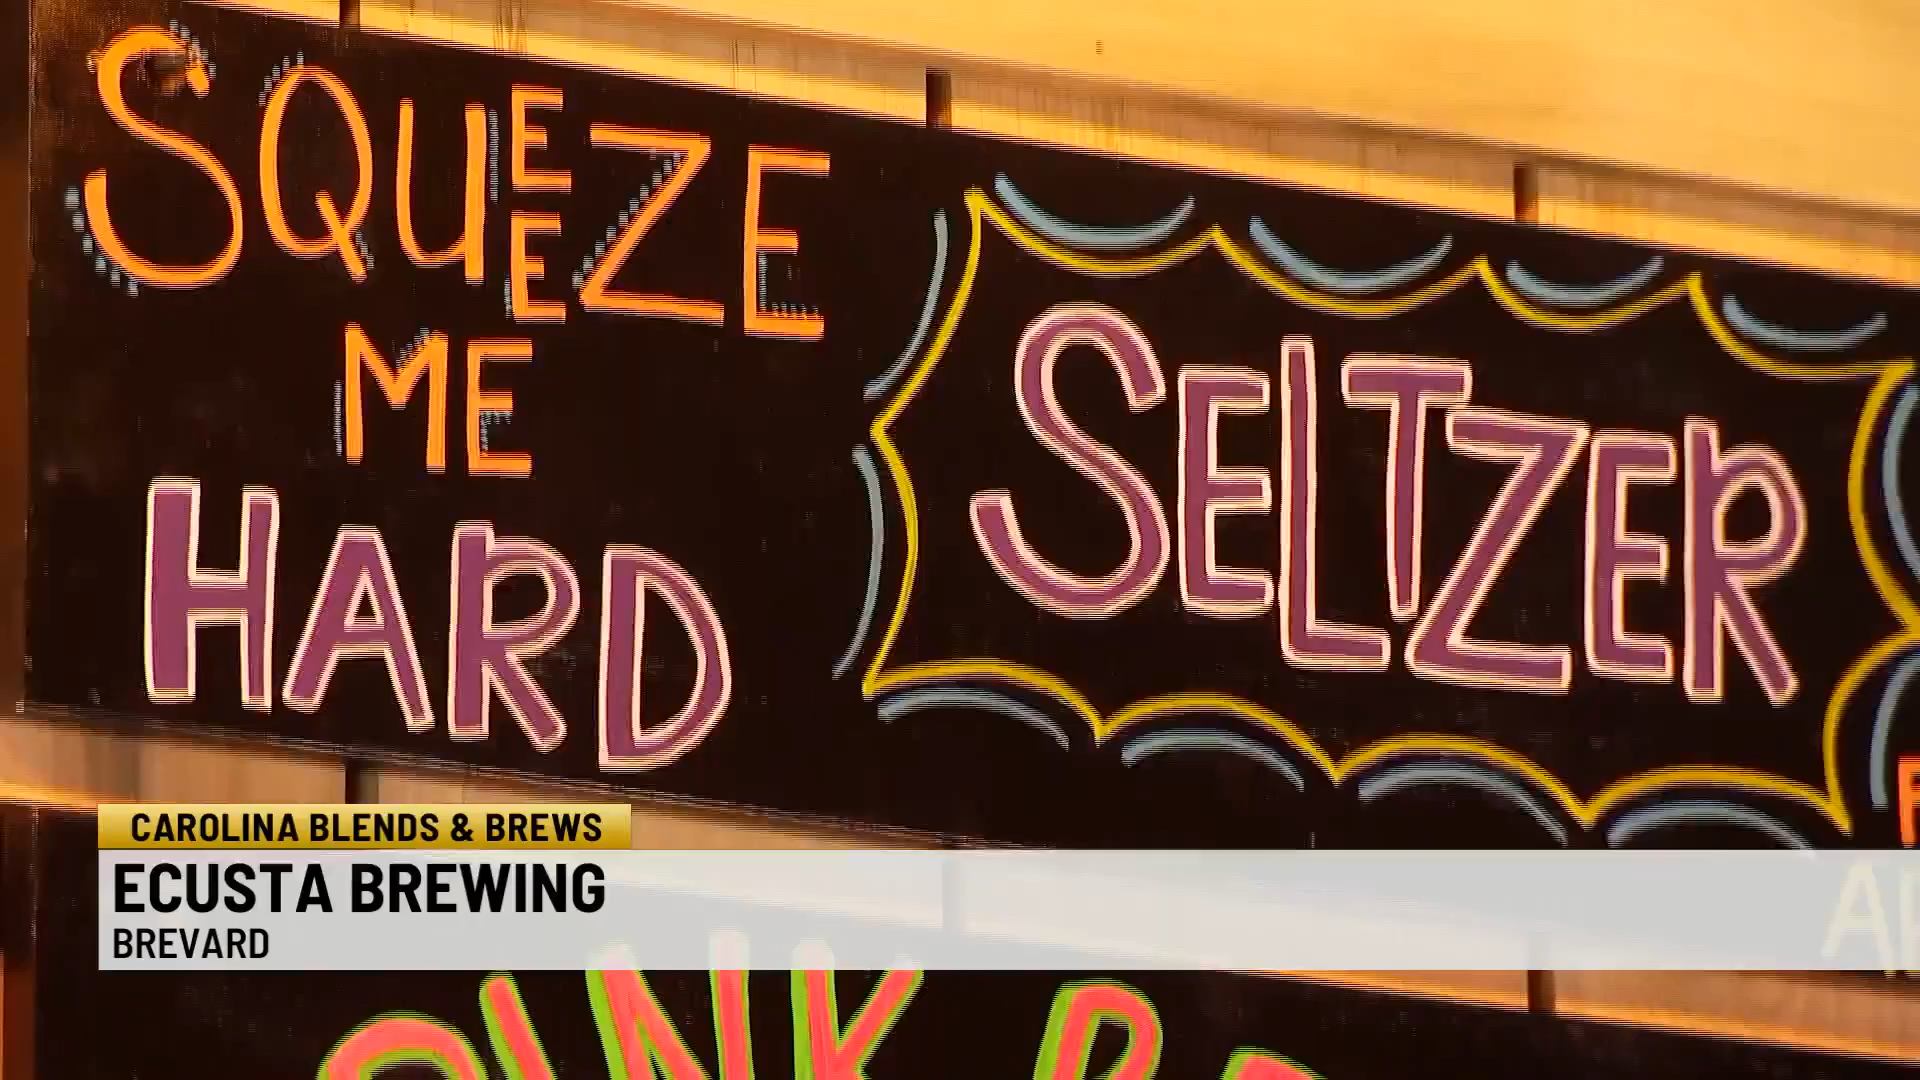 SQUEEZE
ME
HARD
SELTZER
CAROLINA BLENDS & BREWS
ECUSTA BREWING
BREVARD